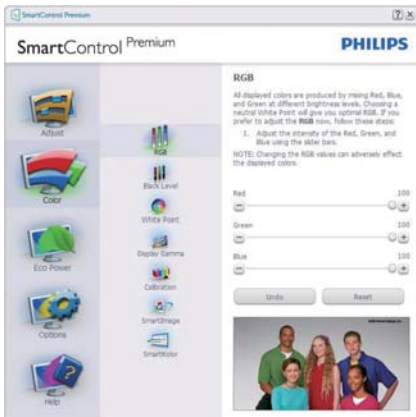 SmartControl Premium
SmartControl Premium
PHILIPS
Adjust
Color
Eco Power
Options
Help
RGB
Black Level
White Point
Display Gamma
Calibration
SmartImage
SmartKolor
RGB
All displayed colors are produced by mixing Red, Blue,
and Green at different brightness levels. Choosing a
neutral White Point will give you optimal RGB. If you
prefer to adjust the RGB now, follow these steps:
1. Adjust the intensity of the Red, Green, and
Blue using the slider bars.
NOTE: Changing the RGB values can adversely effect
the displayed colors.
Red 100
Green 100
Blue 100
Undo Reset